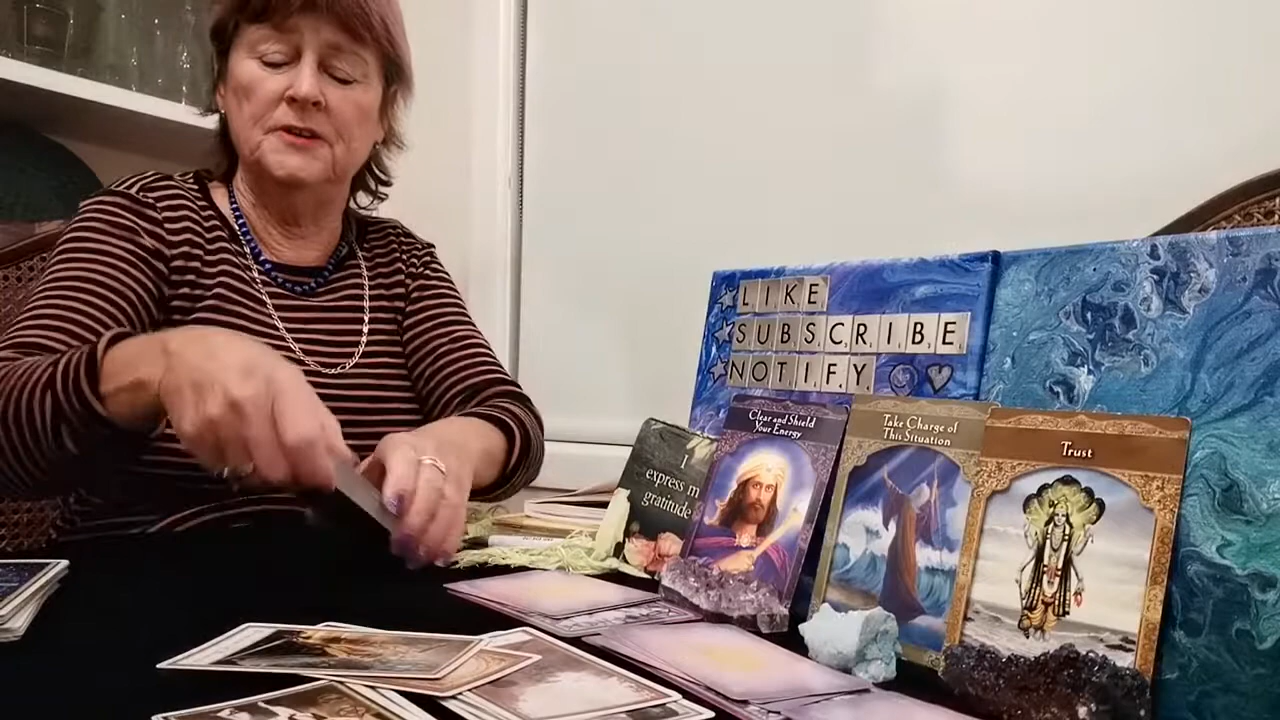 LIKE
SUBSCRIBE
NOTIFY
I
express m
gratitude
Clear and Shield
Your Energy
Take Charge of
This Situation
Trust